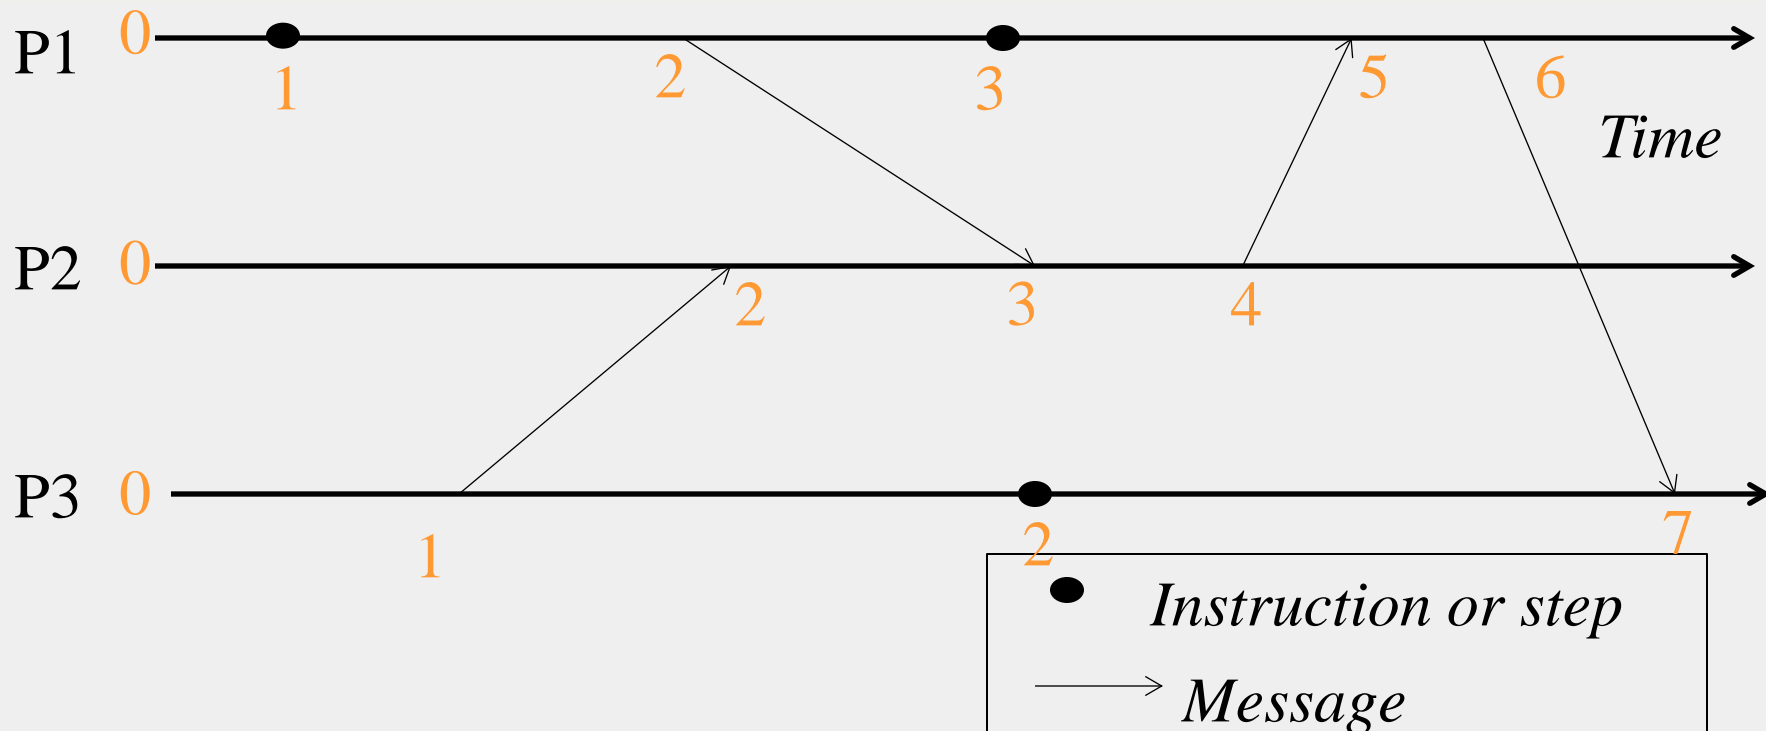 P1 0
1 2 3 5 6
Time
P2 0
2 3 4
P3 0
1 2 7
Instruction or step
Message